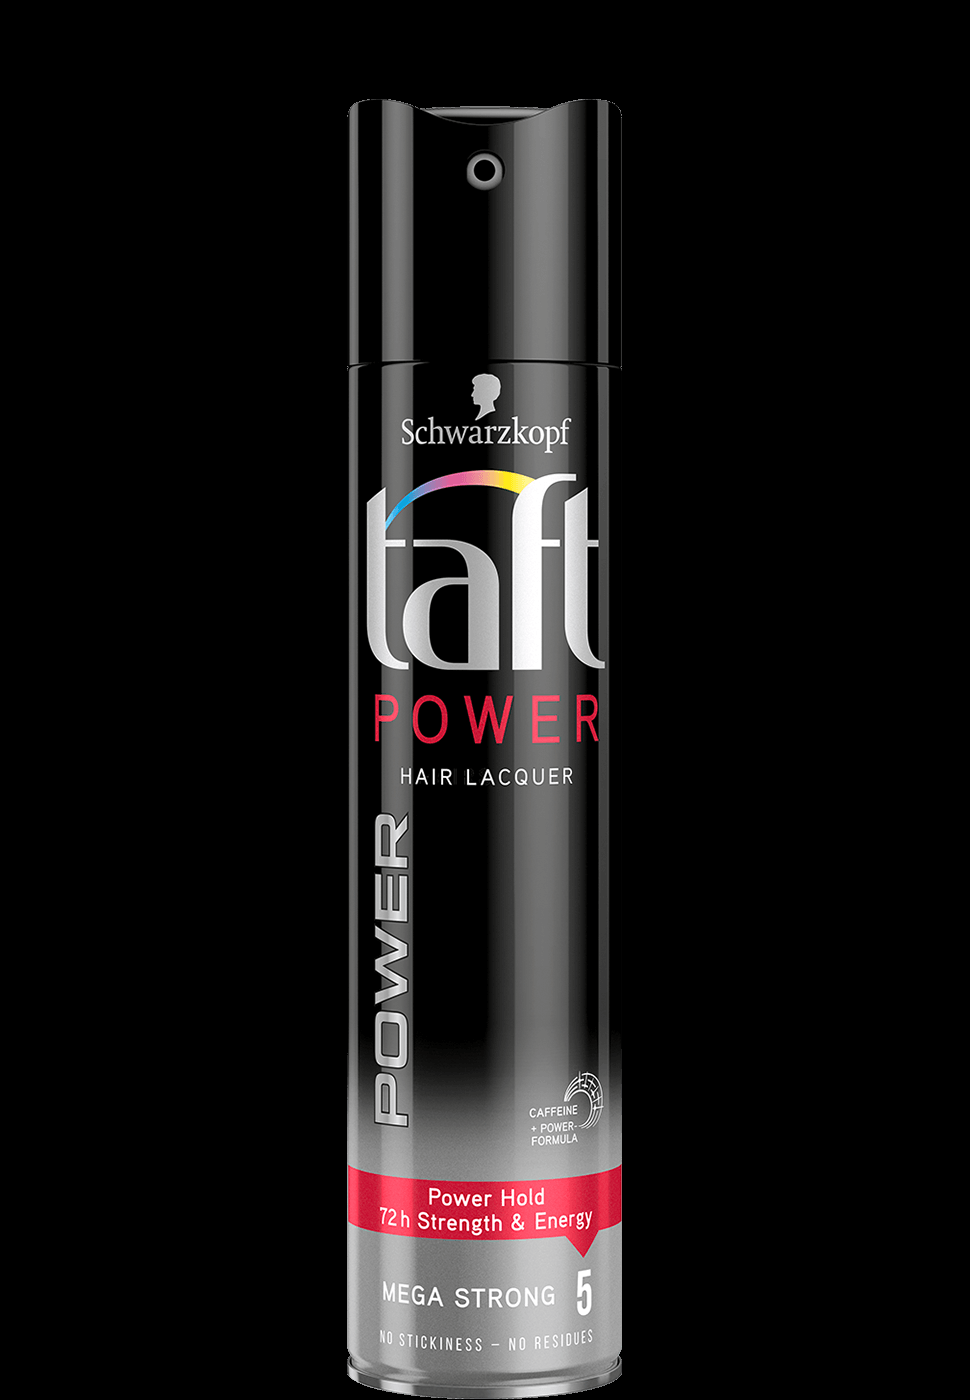 Schwarzkopf
taft
POWER
HAIR LACQUER
POWER
CAFFEINE
+ POWER-
FORMULA
Power Hold
72h Strength & Energy
MEGA STRONG 5
NO STICKINESS – NO RESIDUES